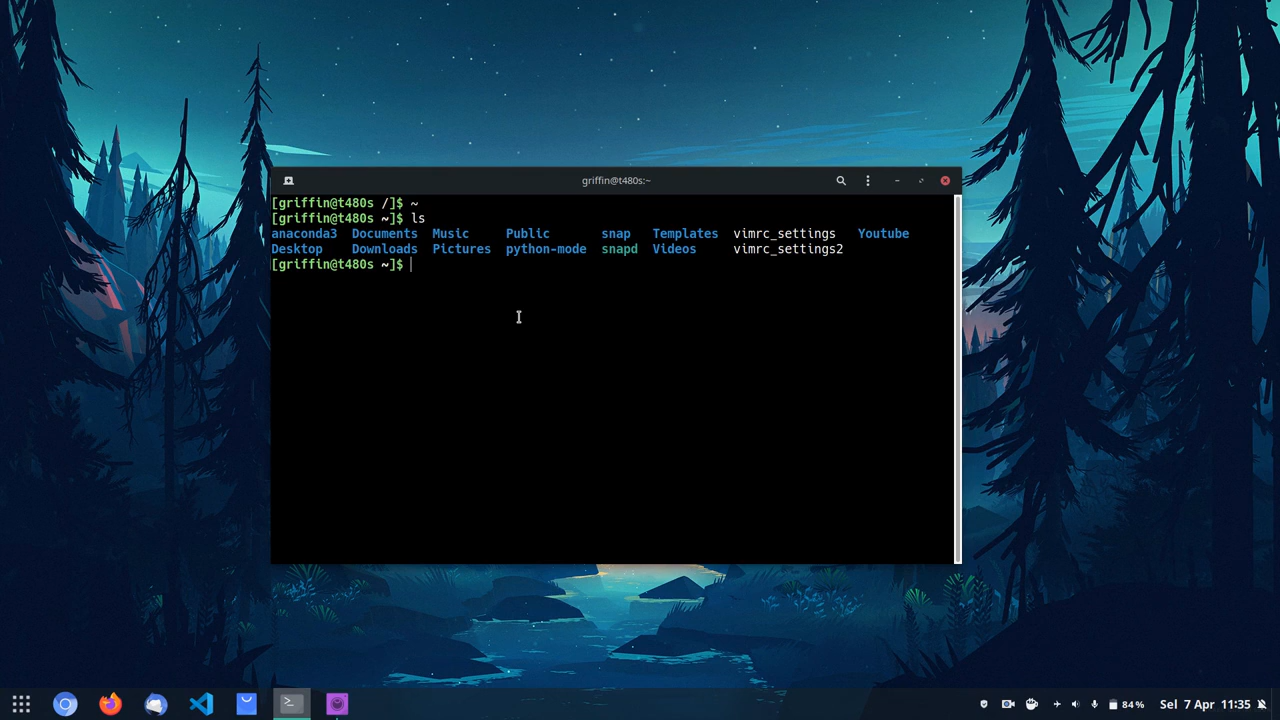 griffin@t480s:~
[griffin@t480s /]$ ~
[griffin@t480s ~]$ ls
anaconda3 Documents Music Public snap Templates vimrc_settings Youtube
Desktop Downloads Pictures python-mode snapd Videos vimrc_settings2
[griffin@t480s ~]$
84 % Sel 7 Apr 11:35